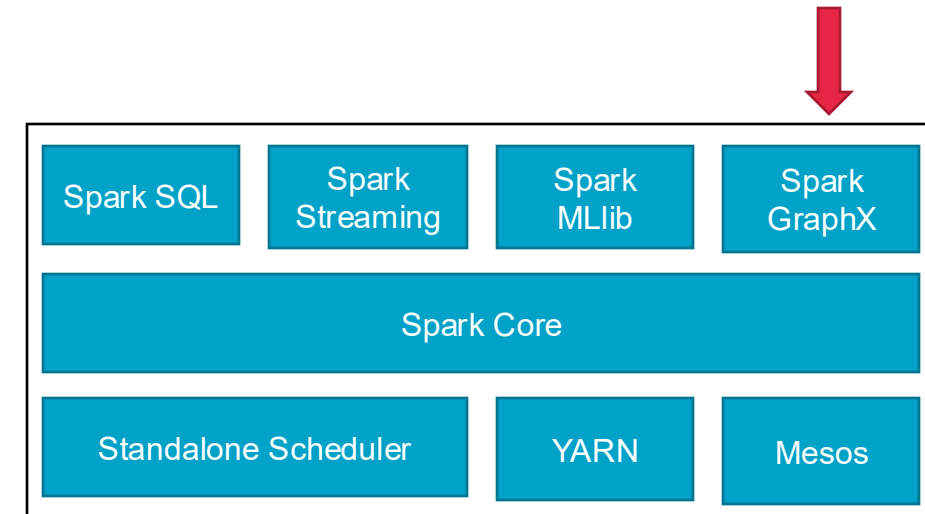 Spark SQL
Spark
Streaming
Spark
MLlib
Spark
GraphX
Spark Core
Standalone Scheduler
YARN
Mesos